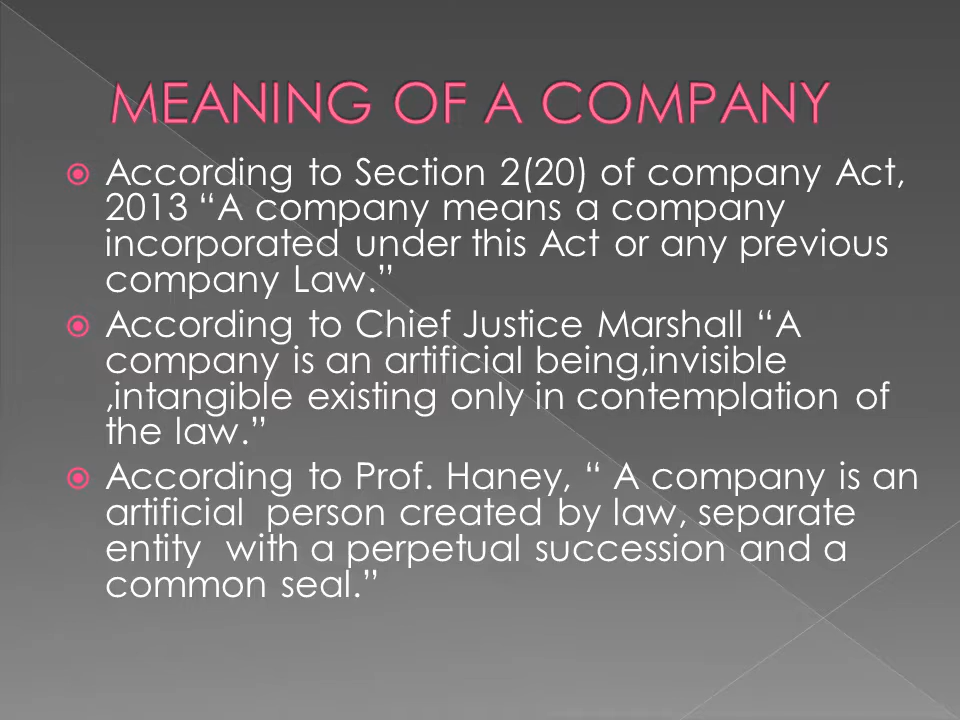 MEANING OF A COMPANY
According to Section 2(20) of company Act,
2013 “A company means a company
incorporated under this Act or any previous
company Law.”
According to Chief Justice Marshall “A
company is an artificial being,invisible
,intangible existing only in contemplation of
the law.”
According to Prof. Haney, “ A company is an
artificial  person created by law, separate
entity  with a perpetual succession and a
common seal.”